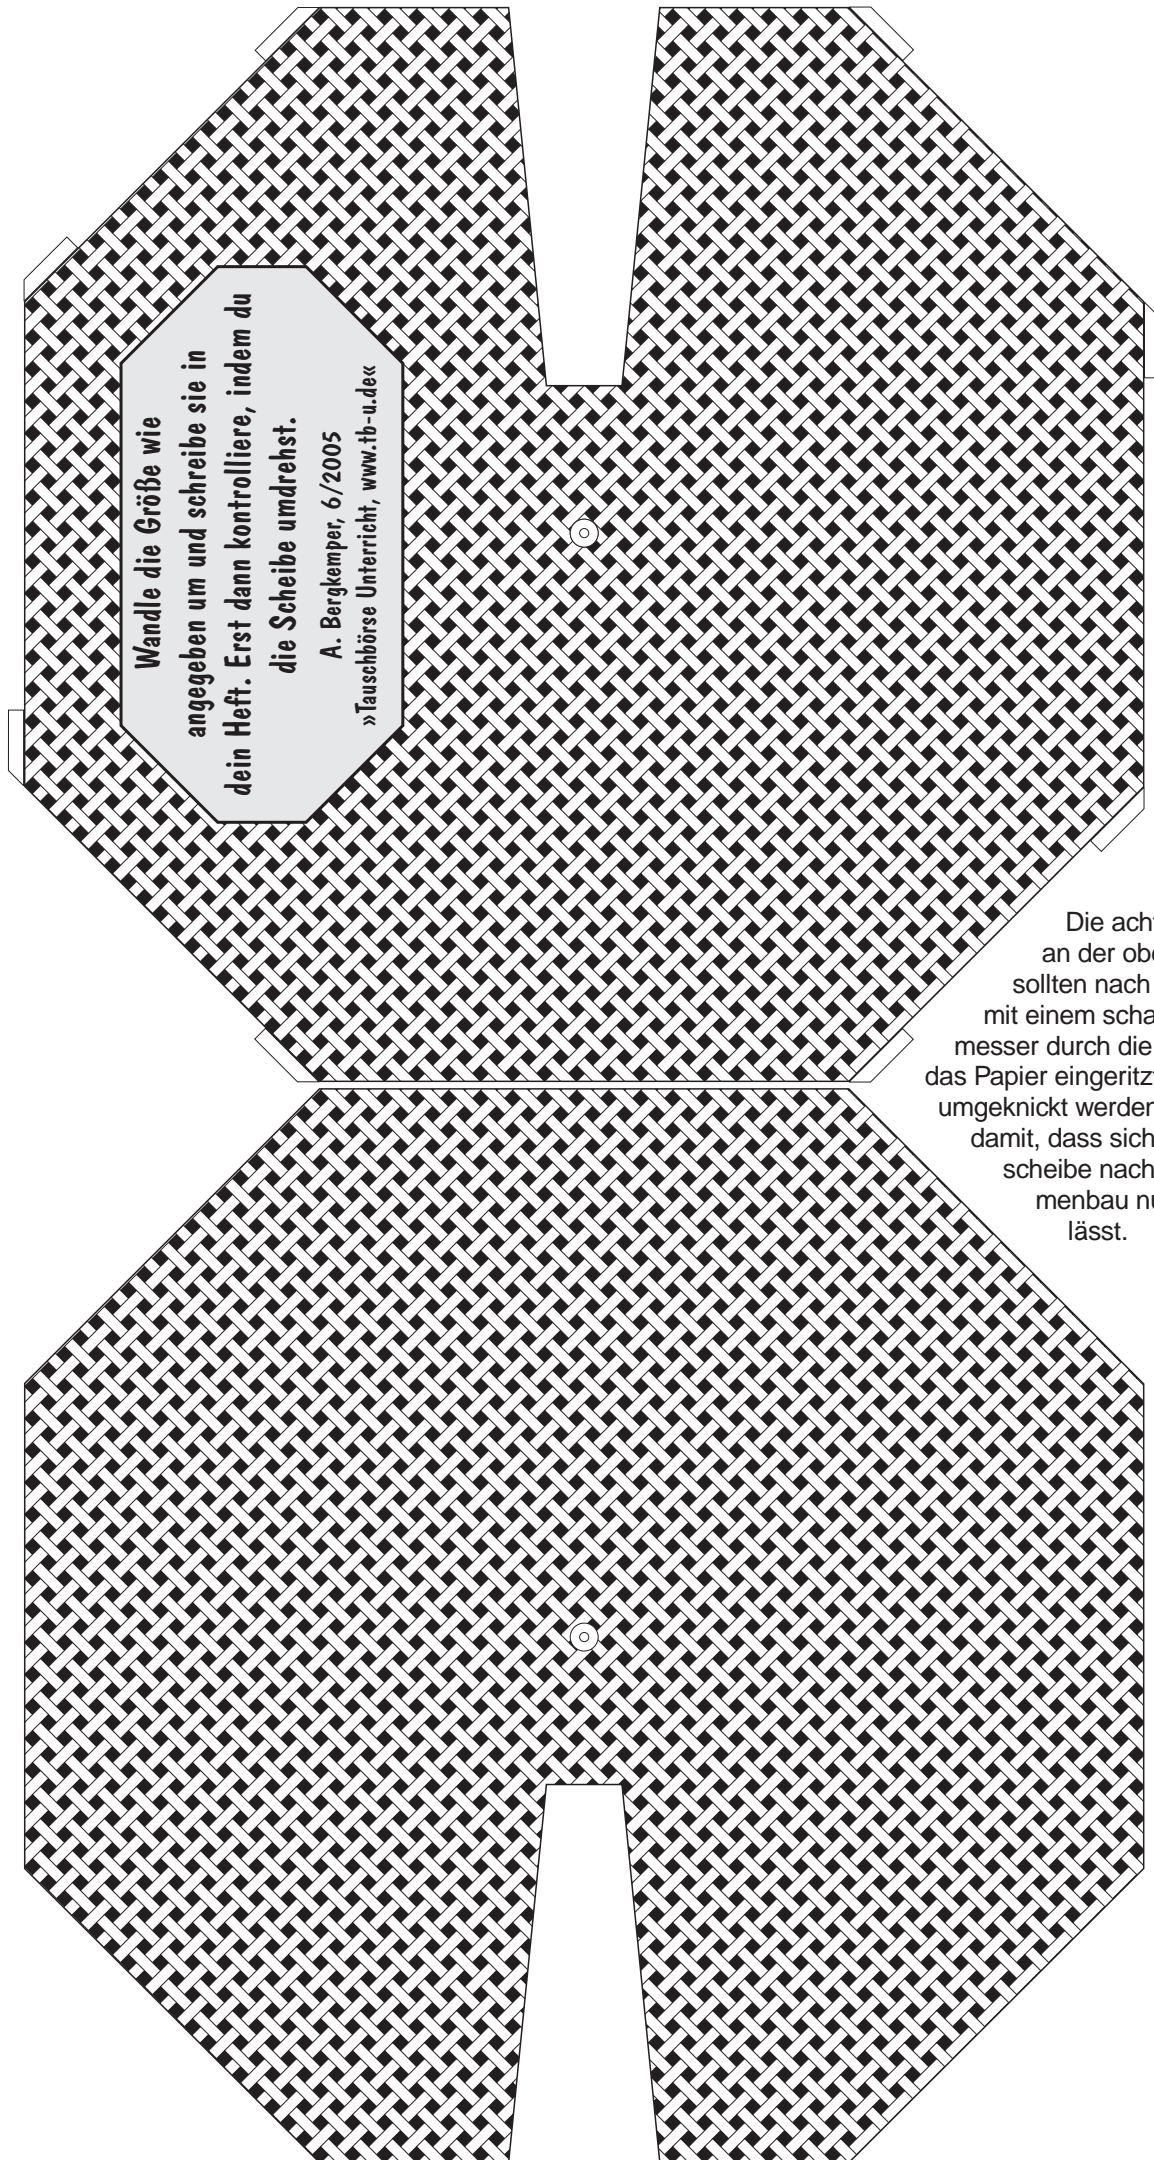 Wandle die Größe wie
angegeben um und schreibe sie in
dein Heft. Erst dann kontrolliere, indem du
die Scheibe umdrehst.
A. Bergkemper, 6/2005
»Tauschbörse Unterricht, www.tb-u.de«
Die
an der
sollten nach
mit einem
messer durch die
das Papier
umgeknickt
damit, dass sich
scheibe nach
menbau
lässt.